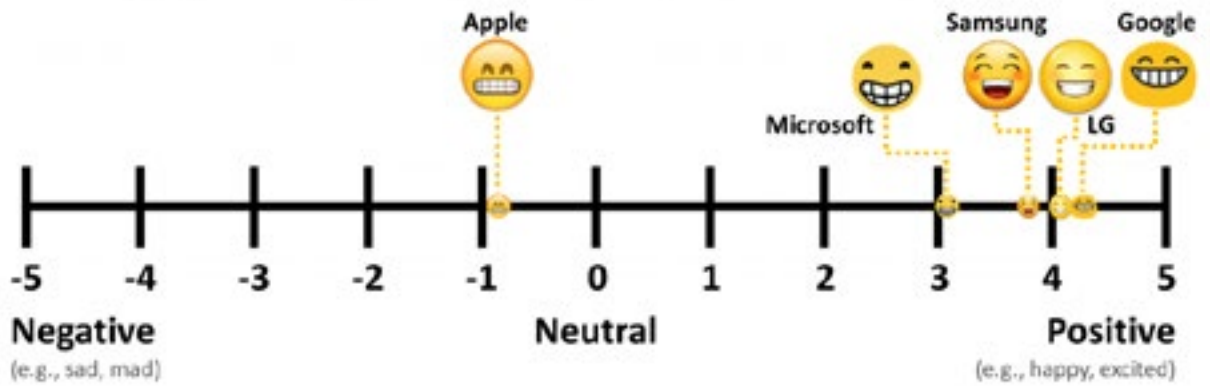 Apple
Samsung
Google
Microsoft
LG
-5 -4 -3 -2 -1 0 1 2 3 4 5
Negative Neutral Positive
(e.g., sad, mad) (e.g., happy, excited)